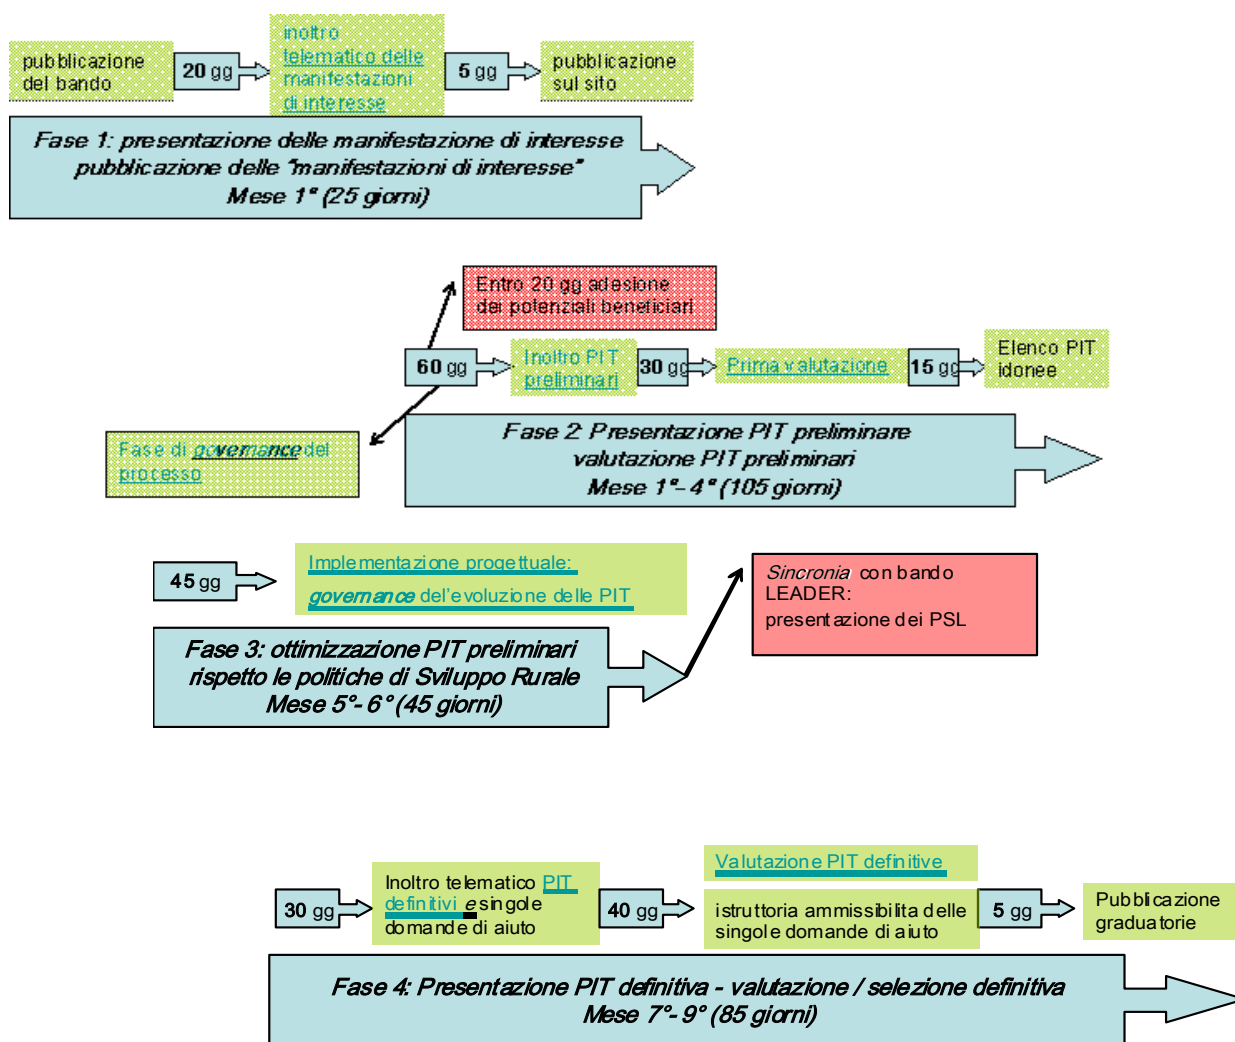 pubblicazione
del bando
20 gg
inoltro
telematico delle
manifestazioni
di interesse
5 gg
pubblicazione
sul sito
Fase 1: presentazione delle manifestazione di interesse
pubblicazione delle "manifestazioni di interesse"
Mese 1° (25 giorni)
Entro 20 gg adesione
dei potenziali beneficiari
60 gg
Inoltro PIT
preliminari
30 gg
Prima valutazione
15 gg
Elenco PIT
idonee
Fase di governance del
processo
Fase 2: Presentazione PIT preliminare
valutazione PIT preliminari
Mese 1°- 4° (105 giorni)
45 gg
Implementazione progettuale:
governance del'evoluzione delle PIT
Sincronia con bando
LEADER:
presentazione dei PSL
Fase 3: ottimizzazione PIT preliminari
rispetto le politiche di Sviluppo Rurale
Mese 5°- 6° (45 giorni)
30 gg
Inoltro telematico PIT
definitivi e singole
domande di aiuto
40 gg
Valutazione PIT definitive
istruttoria ammissibilita delle
singole domande di aiuto
5 gg
Pubblicazione
graduatorie
Fase 4: Presentazione PIT definitiva - valutazione / selezione definitiva
Mese 7°- 9° (85 giorni)